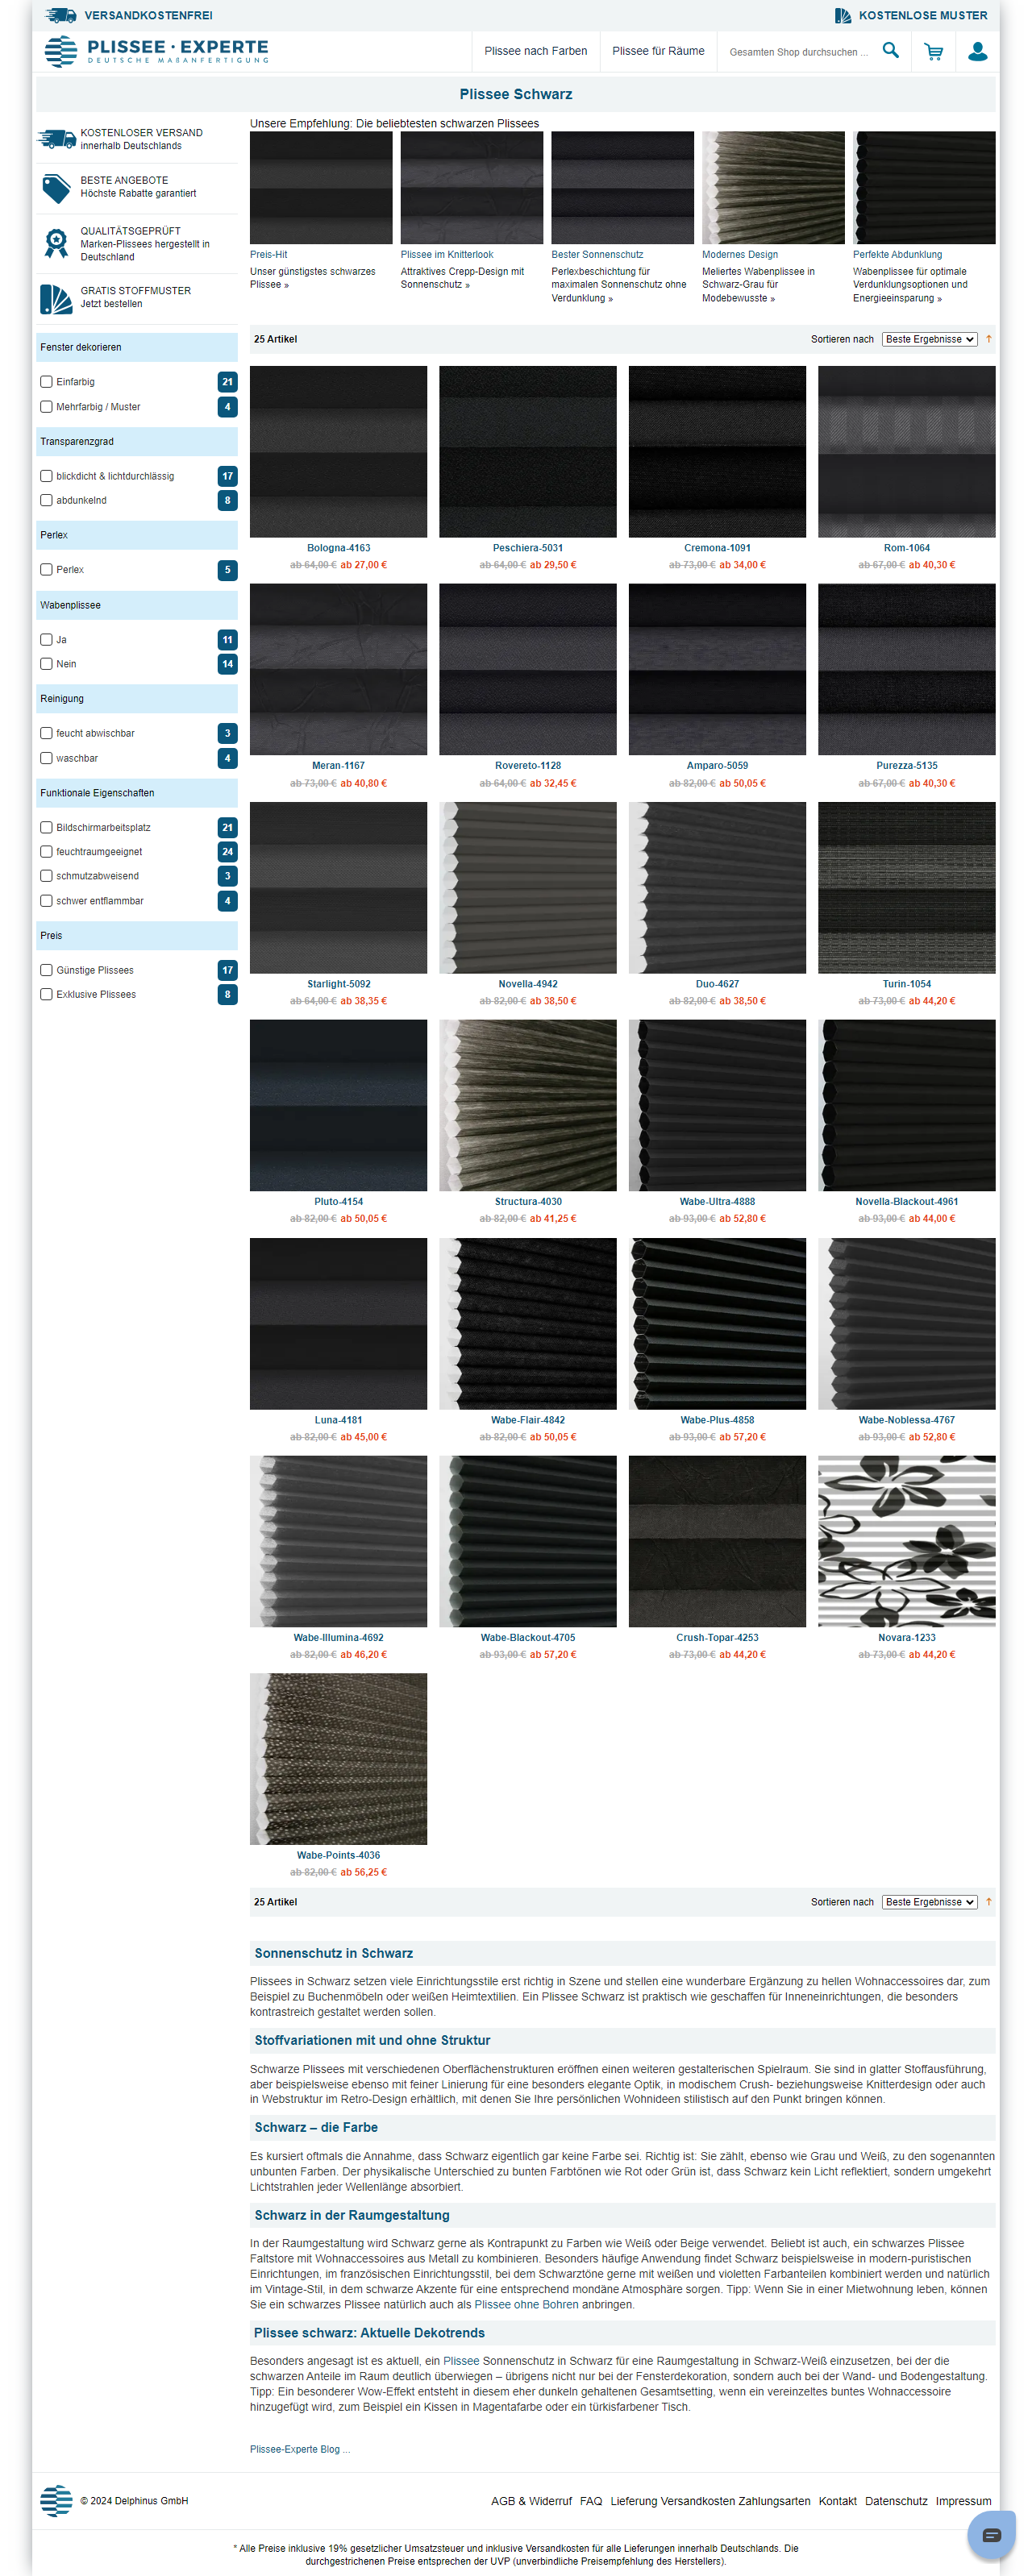 VERSANDKOSTENFREI
KOSTENLOSE MUSTER
PLISSEE · EXPERTE
DEUTSCHE MAßANFERTIGUNG
Plissee nach Farben
Plissee für Räume
Gesamten Shop durchsuchen ...
Plissee Schwarz
KOSTENLOSER VERSAND
innerhalb Deutschlands
BESTE ANGEBOTE
Höchste Rabatte garantiert
QUALITÄTSGEPRÜFT
Marken-Plissees hergestellt in
Deutschland
GRATIS STOFFMUSTER
Jetzt bestellen
Fenster dekorieren
Einfarbig 21
Mehrfarbig / Muster 4
Transparenzgrad
blickdicht & lichtdurchlässig 17
abdunkelnd 8
Perlex
Perlex 5
Wabenplissee
Ja 11
Nein 14
Reinigung
feucht abwischbar 3
waschbar 4
Funktionale Eigenschaften
Bildschirmarbeitsplatz 21
feuchtraumgeeignet 24
schmutzabweisend 3
schwer entflammbar 4
Preis
Günstige Plissees 17
Exklusive Plissees 8
Unsere Empfehlung: Die beliebtesten schwarzen Plissees
Preis-Hit
Unser günstigstes schwarzes
Plissee »
Plissee im Knitterlook
Attraktives Crepp-Design mit
Sonnenschutz »
Bester Sonnenschutz
Perlexbeschichtung für
maximalen Sonnenschutz ohne
Verdunklung »
Modernes Design
Meliertes Wabenplissee in
Schwarz-Grau für
Modebewusste »
Perfekte Abdunklung
Wabenplissee für optimale
Verdunklungsoptionen und
Energieeinsparung »
25 Artikel
Sortieren nach Beste Ergebnisse
Bologna-4163
ab 64,00 € ab 27,00 €
Peschiera-5031
ab 64,00 € ab 29,50 €
Cremona-1091
ab 73,00 € ab 34,00 €
Rom-1064
ab 67,00 € ab 40,30 €
Meran-1167
ab 73,00 € ab 40,80 €
Rovereto-1128
ab 64,00 € ab 32,45 €
Amparo-5059
ab 82,00 € ab 50,05 €
Purezza-5135
ab 67,00 € ab 40,30 €
Starlight-5092
ab 64,00 € ab 38,35 €
Novella-4942
ab 82,00 € ab 38,50 €
Duo-4627
ab 82,00 € ab 38,50 €
Turin-1054
ab 73,00 € ab 44,20 €
Pluto-4154
ab 82,00 € ab 50,05 €
Structura-4030
ab 82,00 € ab 41,25 €
Wabe-Ultra-4888
ab 93,00 € ab 52,80 €
Novella-Blackout-4961
ab 93,00 € ab 44,00 €
Luna-4181
ab 82,00 € ab 45,00 €
Wabe-Flair-4842
ab 82,00 € ab 50,05 €
Wabe-Plus-4858
ab 93,00 € ab 57,20 €
Wabe-Noblessa-4767
ab 93,00 € ab 52,80 €
Wabe-Illumina-4692
ab 82,00 € ab 46,20 €
Wabe-Blackout-4705
ab 93,00 € ab 57,20 €
Crush-Topar-4253
ab 73,00 € ab 44,20 €
Novara-1233
ab 73,00 € ab 44,20 €
Wabe-Points-4036
ab 82,00 € ab 56,25 €
25 Artikel
Sortieren nach Beste Ergebnisse
Sonnenschutz in Schwarz
Plissees in Schwarz setzen viele Einrichtungsstile erst richtig in Szene und stellen eine wunderbare Ergänzung zu hellen Wohnaccessoires dar, zum
Beispiel zu Buchenmöbeln oder weißen Heimtextilien. Ein Plissee Schwarz ist praktisch wie geschaffen für Inneneinrichtungen, die besonders
kontrastreich gestaltet werden sollen.
Stoffvariationen mit und ohne Struktur
Schwarze Plissees mit verschiedenen Oberflächenstrukturen eröffnen einen weiteren gestalterischen Spielraum. Sie sind in glatter Stoffausführung,
aber beispielsweise ebenso mit feiner Linierung für eine besonders elegante Optik, in modischem Crush- beziehungsweise Knitterdesign oder auch
in Webstruktur im Retro-Design erhältlich, mit denen Sie Ihre persönlichen Wohnideen stilistisch auf den Punkt bringen können.
Schwarz – die Farbe
Es kursiert oftmals die Annahme, dass Schwarz eigentlich gar keine Farbe sei. Richtig ist: Sie zählt, ebenso wie Grau und Weiß, zu den sogenannten
unbunten Farben. Der physikalische Unterschied zu bunten Farbtönen wie Rot oder Grün ist, dass Schwarz kein Licht reflektiert, sondern umgekehrt
Lichtstrahlen jeder Wellenlänge absorbiert.
Schwarz in der Raumgestaltung
In der Raumgestaltung wird Schwarz gerne als Kontrapunkt zu Farben wie Weiß oder Beige verwendet. Beliebt ist auch, ein schwarzes Plissee
Faltstore mit Wohnaccessoires aus Metall zu kombinieren. Besonders häufige Anwendung findet Schwarz beispielsweise in modern-puristischen
Einrichtungen, im französischen Einrichtungsstil, bei dem Schwarztöne gerne mit weißen und violetten Farbanteilen kombiniert werden und natürlich
im Vintage-Stil, in dem schwarze Akzente für eine entsprechend mondäne Atmosphäre sorgen. Tipp: Wenn Sie in einer Mietwohnung leben, können
Sie ein schwarzes Plissee natürlich auch als Plissee ohne Bohren anbringen.
Plissee schwarz: Aktuelle Dekotrends
Besonders angesagt ist es aktuell, ein Plissee Sonnenschutz in Schwarz für eine Raumgestaltung in Schwarz-Weiß einzusetzen, bei der die
schwarzen Anteile im Raum deutlich überwiegen – übrigens nicht nur bei der Fensterdekoration, sondern auch bei der Wand- und Bodengestaltung.
Tipp: Ein besonderer Wow-Effekt entsteht in diesem eher dunkeln gehaltenen Gesamtsetting, wenn ein vereinzeltes buntes Wohnaccessoire
hinzugefügt wird, zum Beispiel ein Kissen in Magentafarbe oder ein türkisfarbener Tisch.
Plissee-Experte Blog ...
© 2024 Delphinus GmbH
AGB & Widerruf FAQ Lieferung Versandkosten Zahlungsarten Kontakt Datenschutz Impressum
* Alle Preise inklusive 19% gesetzlicher Umsatzsteuer und inklusive Versandkosten für alle Lieferungen innerhalb Deutschlands. Die
durchgestrichenen Preise entsprechen der UVP (unverbindliche Preisempfehlung des Herstellers).